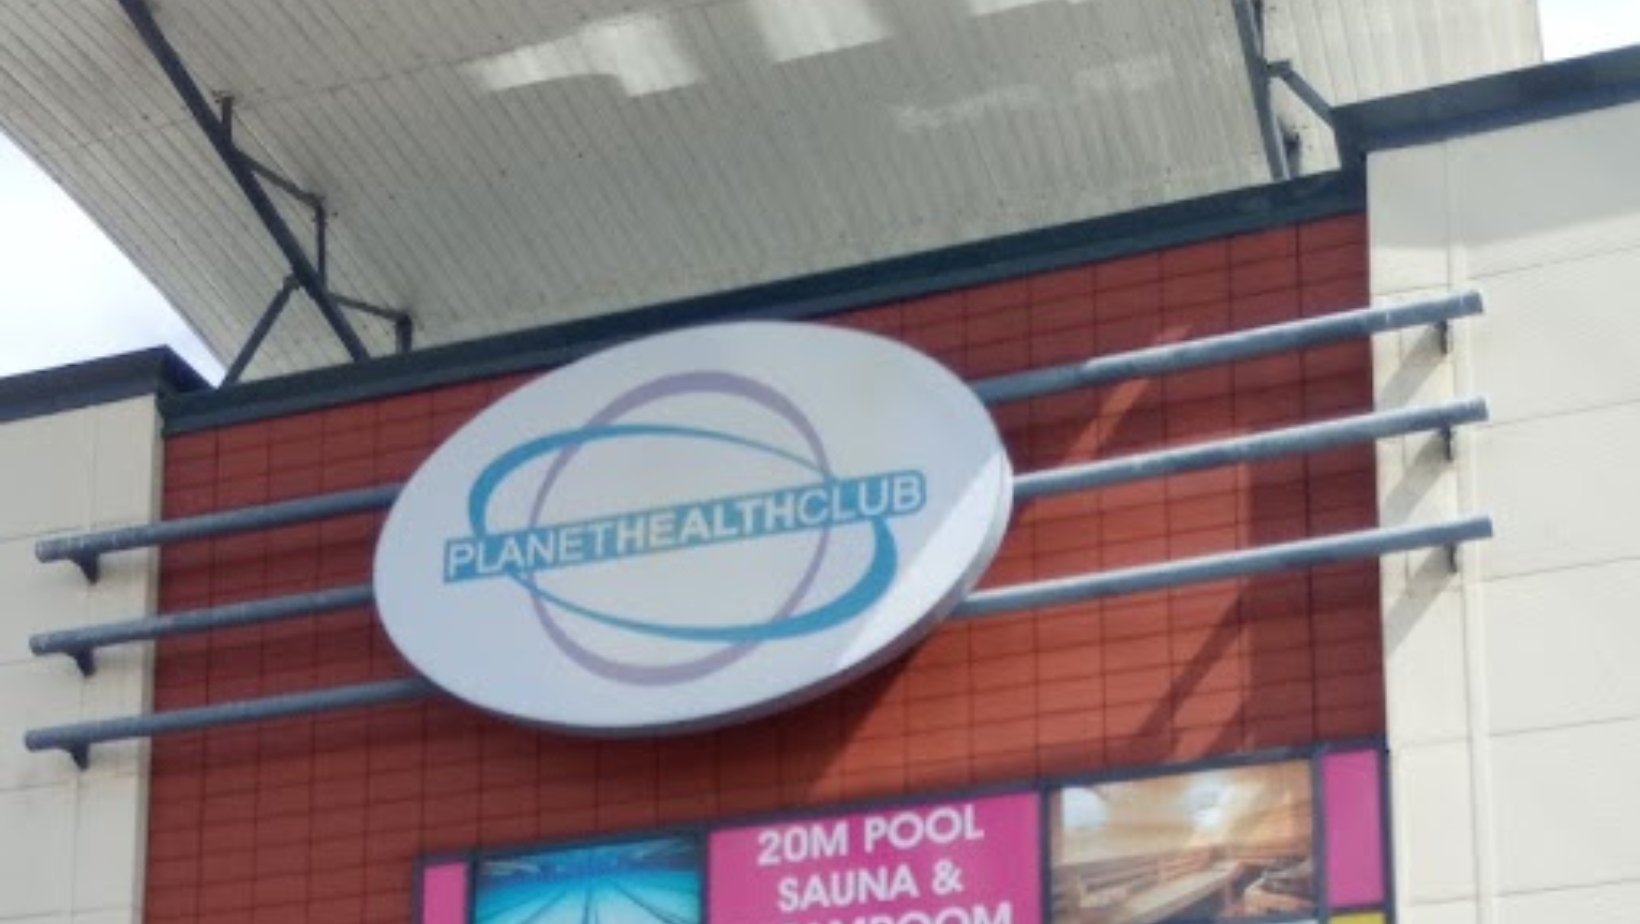 PLANETHEALTHCLUB
20M POOL
SAUNA &